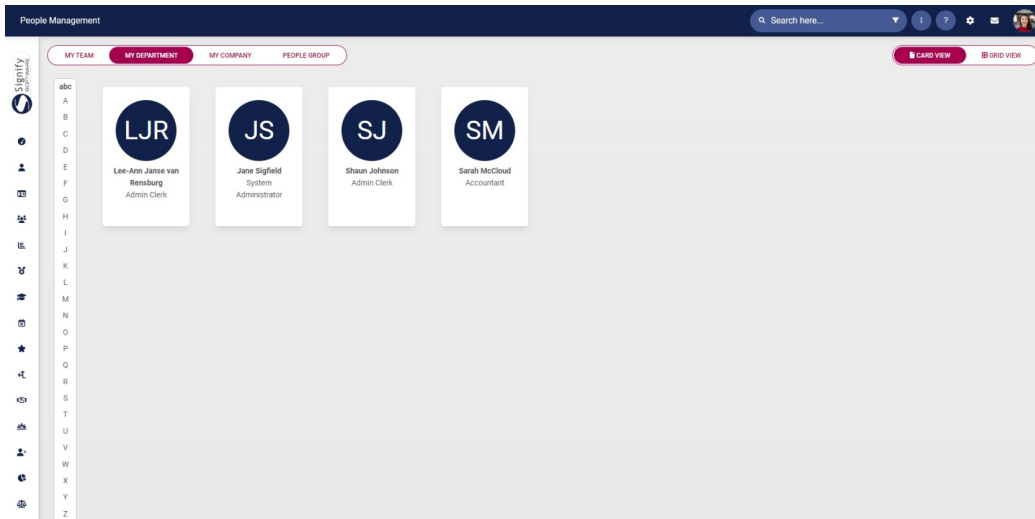 People Management
Search here...
?
Signify
SOFTWARE
MY TEAM
MY DEPARTMENT
MY COMPANY
PEOPLE GROUP
CARD VIEW
GRID VIEW
abc
A
B
C
D
E
F
G
H
I
J
K
L
M
N
O
P
Q
R
S
T
U
V
W
X
Y
Z
LJR
Lee-Ann Janse van
Rensburg
Admin Clerk
JS
Jane Sigfield
System
Administrator
SJ
Shaun Johnson
Admin Clerk
SM
Sarah McCloud
Accountant